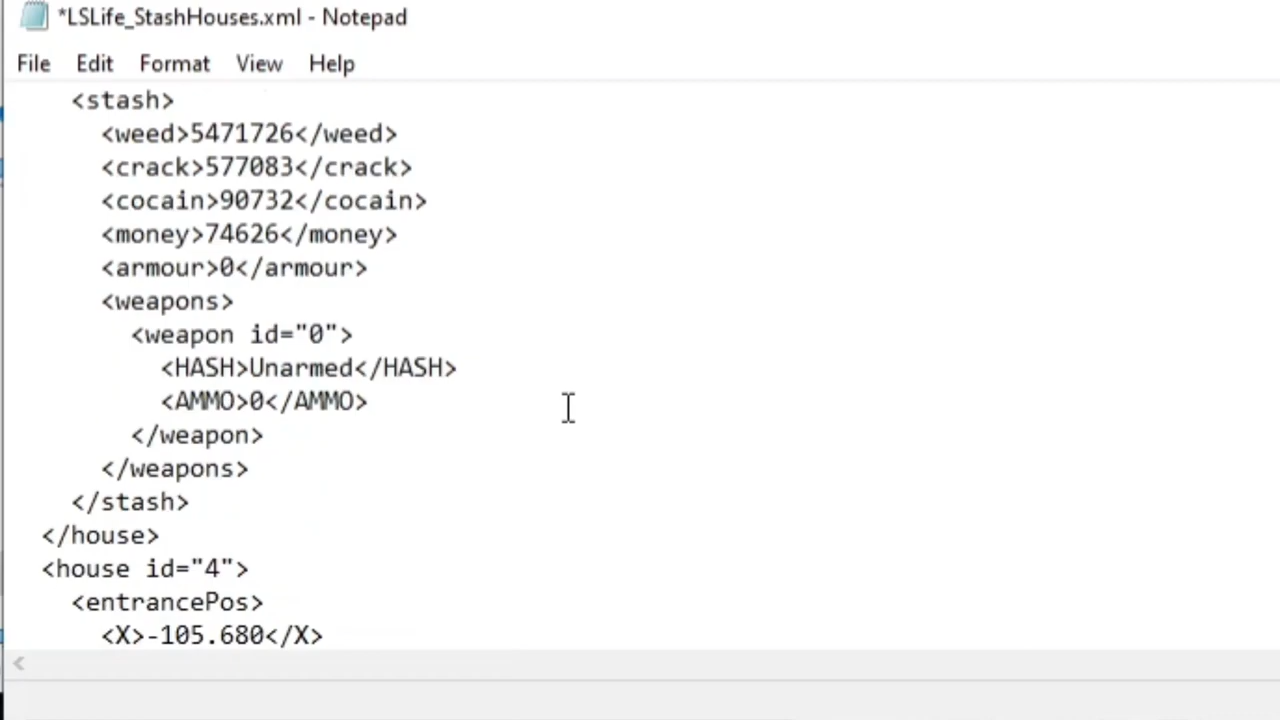 *LSLife_StashHouses.xml - Notepad
File Edit Format View Help
<stash>
<weed>5471726</weed>
<crack>577083</crack>
<cocain>90732</cocain>
<money>74626</money>
<armour>0</armour>
<weapons>
<weapon id="0">
<HASH>Unarmed</HASH>
<AMMO>0</AMMO>
</weapon>
</weapons>
</stash>
</house>
<house id="4">
<entrancePos>
<X>-105.680</X>